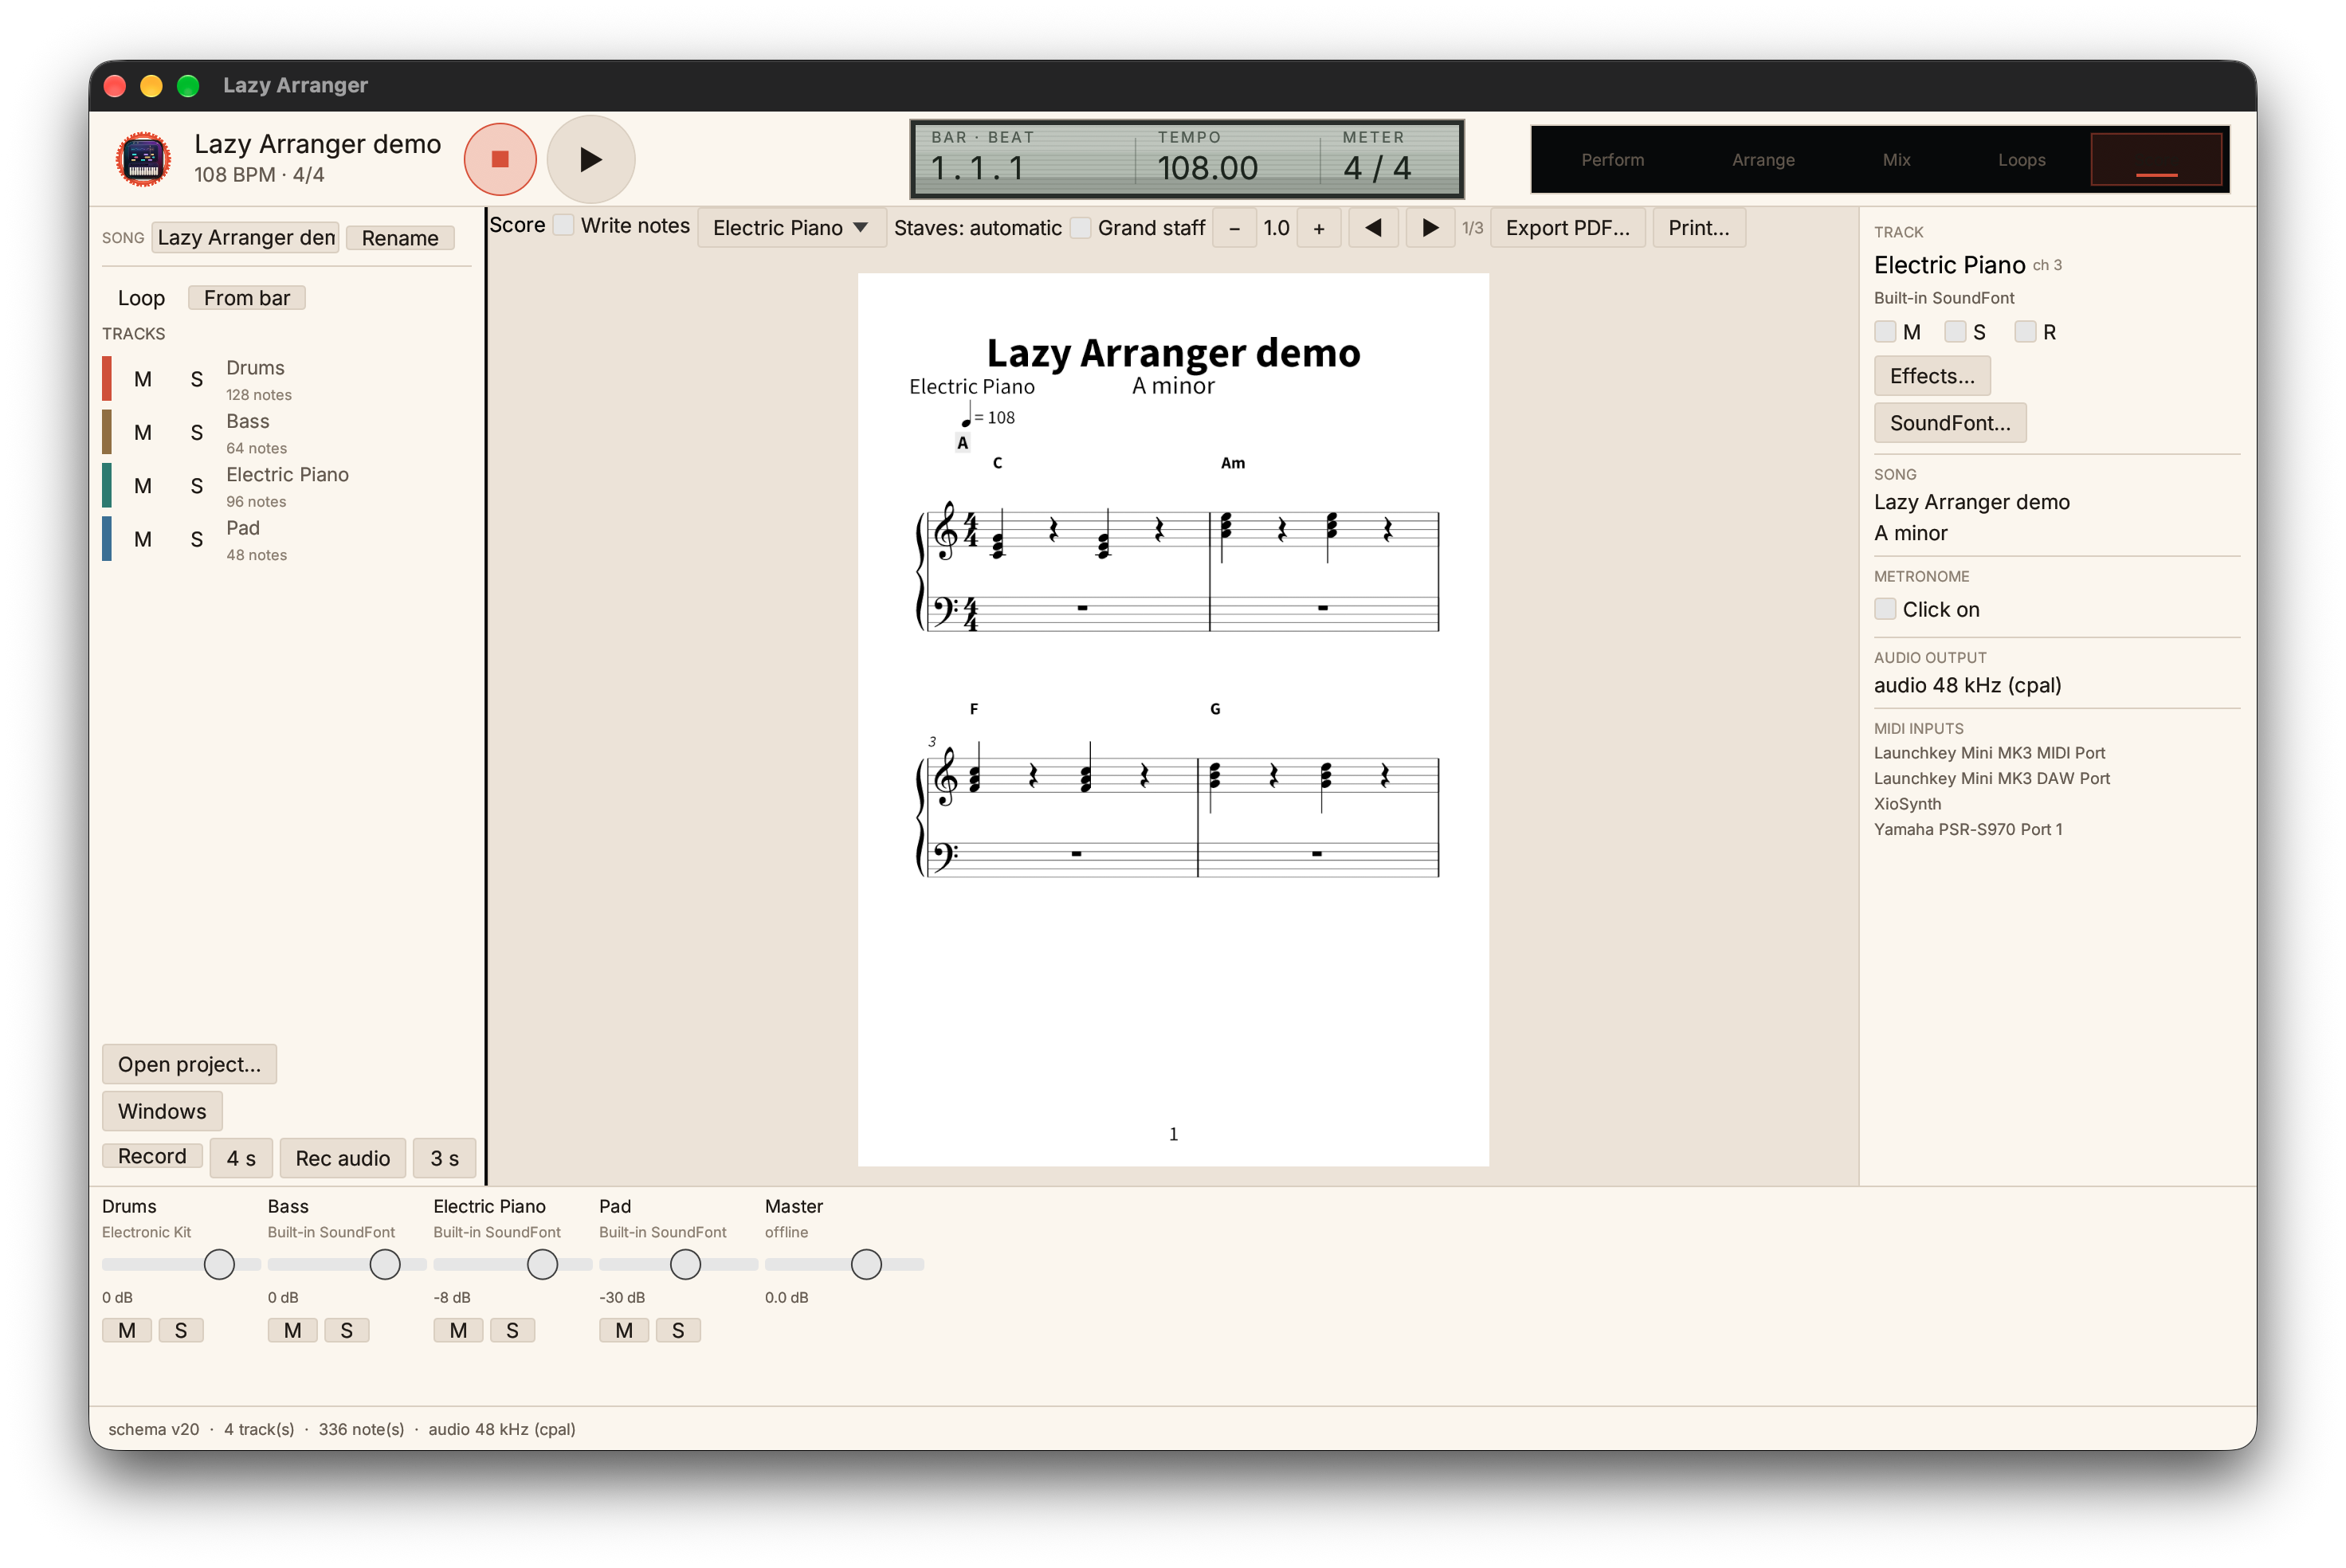 Lazy Arranger
Lazy Arranger demo
108 BPM · 4/4
BAR · BEAT
1.1.1
TEMPO
108.00
METER
4 / 4
Perform
Arrange
Mix
Loops
SONG
Lazy Arranger dem
Rename
Loop
From bar
TRACKS
M S Drums
128 notes
M S Bass
64 notes
M S Electric Piano
96 notes
M S Pad
48 notes
Open project...
Windows
Record
4 s
Rec audio
3 s
Score
Write notes
Electric Piano
Staves: automatic
Grand staff
–
1.0
+
1/3
Export PDF...
Print...
Lazy Arranger demo
Electric Piano
A minor
= 108
A
C
Am
4
4
4
4
F
G
3
1
TRACK
Electric Piano ch 3
Built-in SoundFont
M S R
Effects...
SoundFont...
SONG
Lazy Arranger demo
A minor
METRONOME
Click on
AUDIO OUTPUT
audio 48 kHz (cpal)
MIDI INPUTS
Launchkey Mini MK3 MIDI Port
Launchkey Mini MK3 DAW Port
XioSynth
Yamaha PSR-S970 Port 1
Drums
Electronic Kit
0 dB
M S
Bass
Built-in SoundFont
0 dB
M S
Electric Piano
Built-in SoundFont
-8 dB
M S
Pad
Built-in SoundFont
-30 dB
M S
Master
offline
0.0 dB
schema v20 · 4 track(s) · 336 note(s) · audio 48 kHz (cpal)